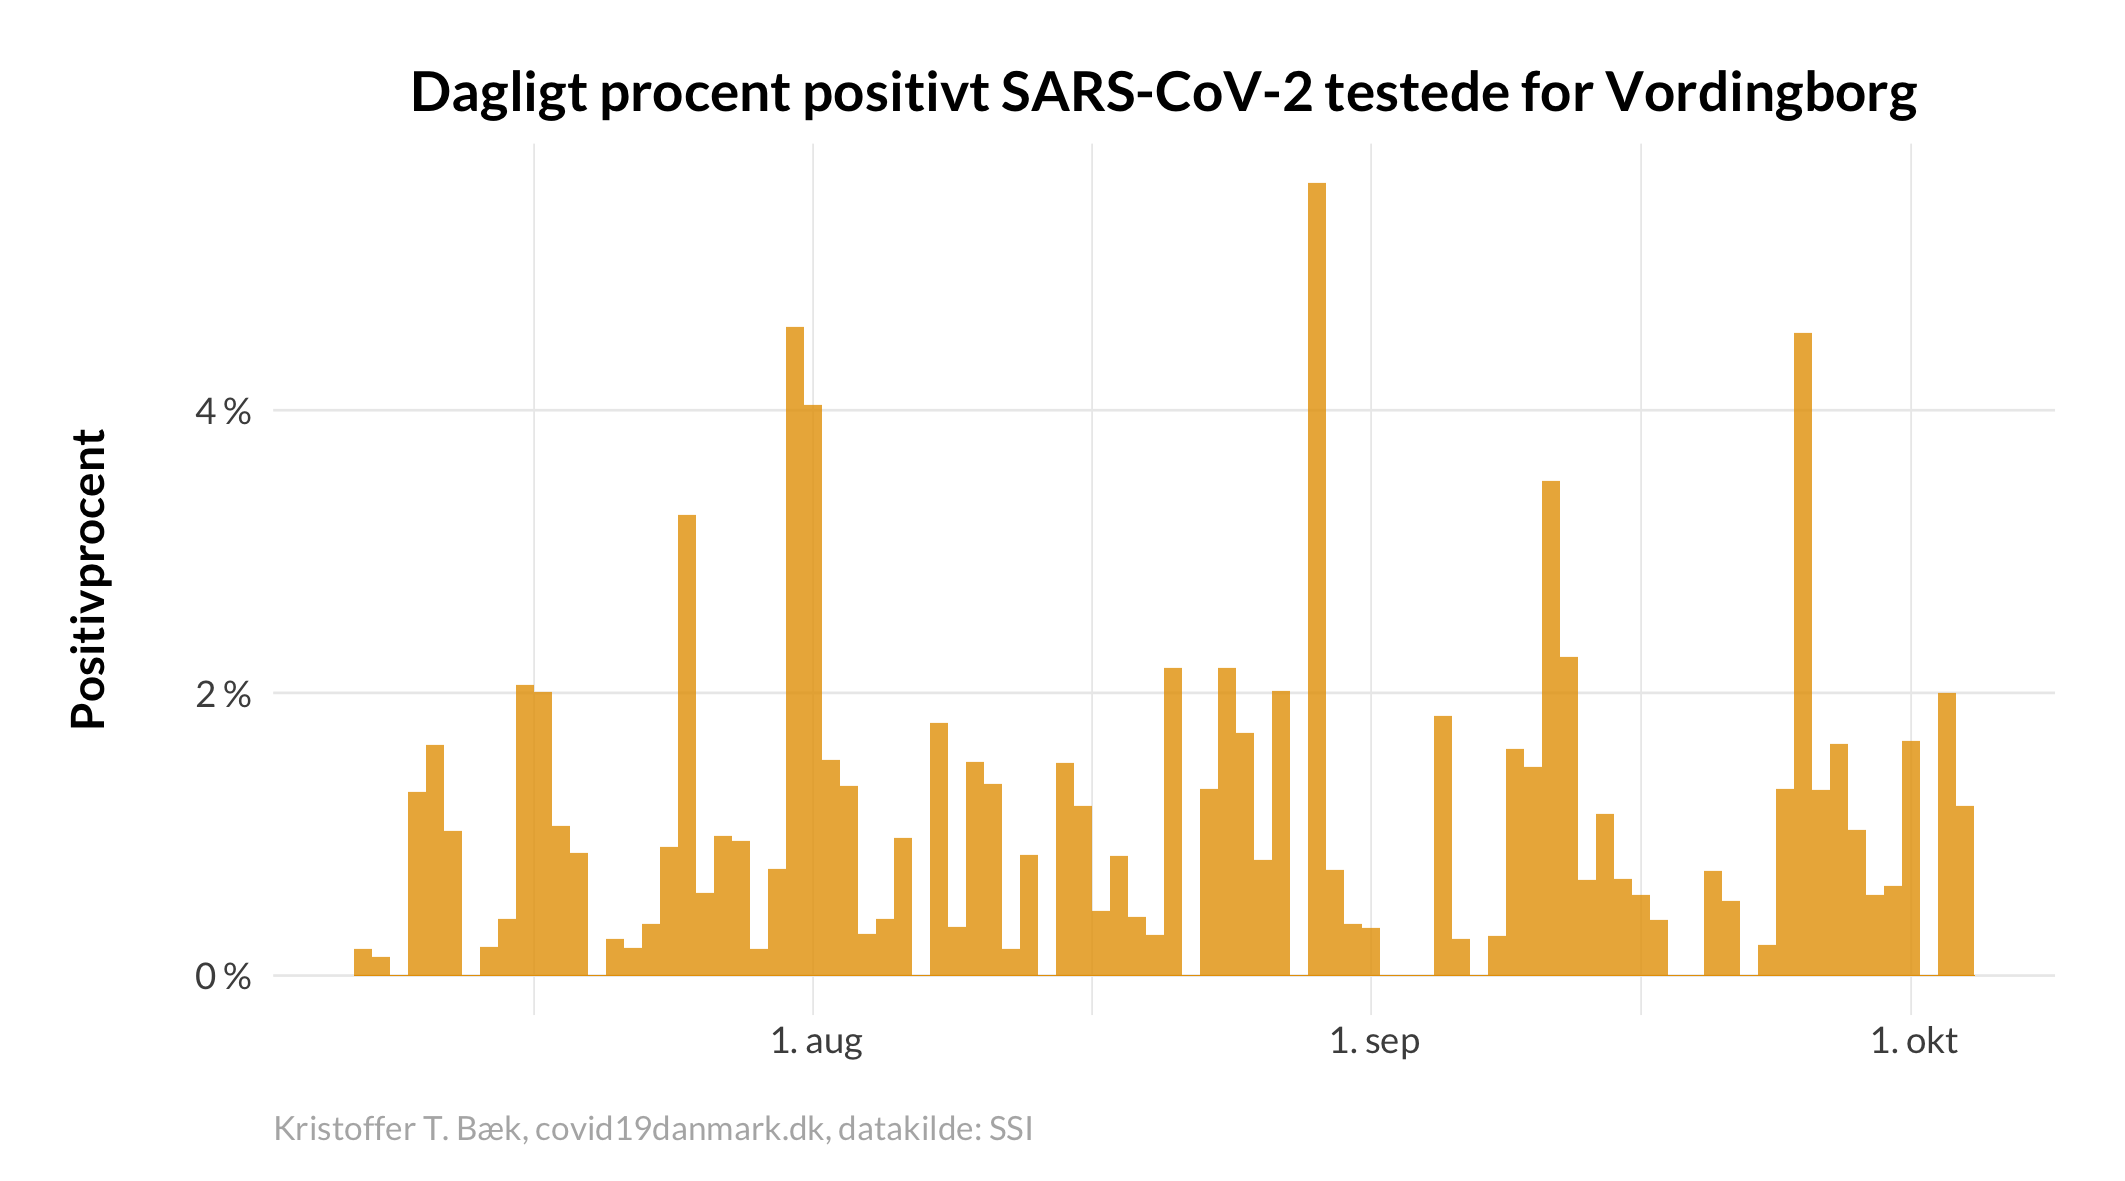 Dagligt procent positivt SARS-CoV-2 testede for Vordingborg
Positivprocent
4 %
2 %
0 %
1. aug
1. sep
1. okt
Kristoffer T. Bæk, covid19danmark.dk, datakilde: SSI